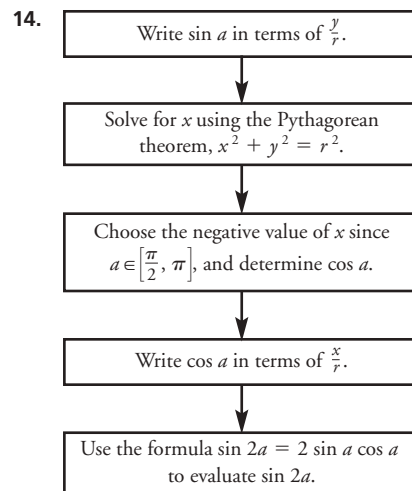 14.
Write sin a in terms of y/r.
Solve for x using the Pythagorean
theorem, x² + y² = r².
Choose the negative value of x since
a ∈ [π/2, π], and determine cos a.
Write cos a in terms of x/r.
Use the formula sin 2a = 2 sin a cos a
to evaluate sin 2a.